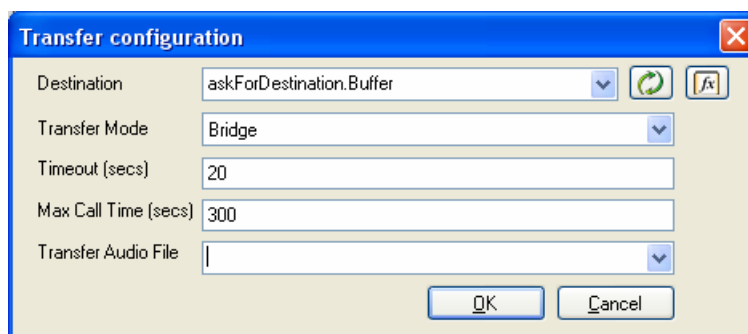 Transfer configuration
Destination askForDestination.Buffer fx
Transfer Mode Bridge
Timeout (secs) 20
Max Call Time (secs) 300
Transfer Audio File
OK Cancel